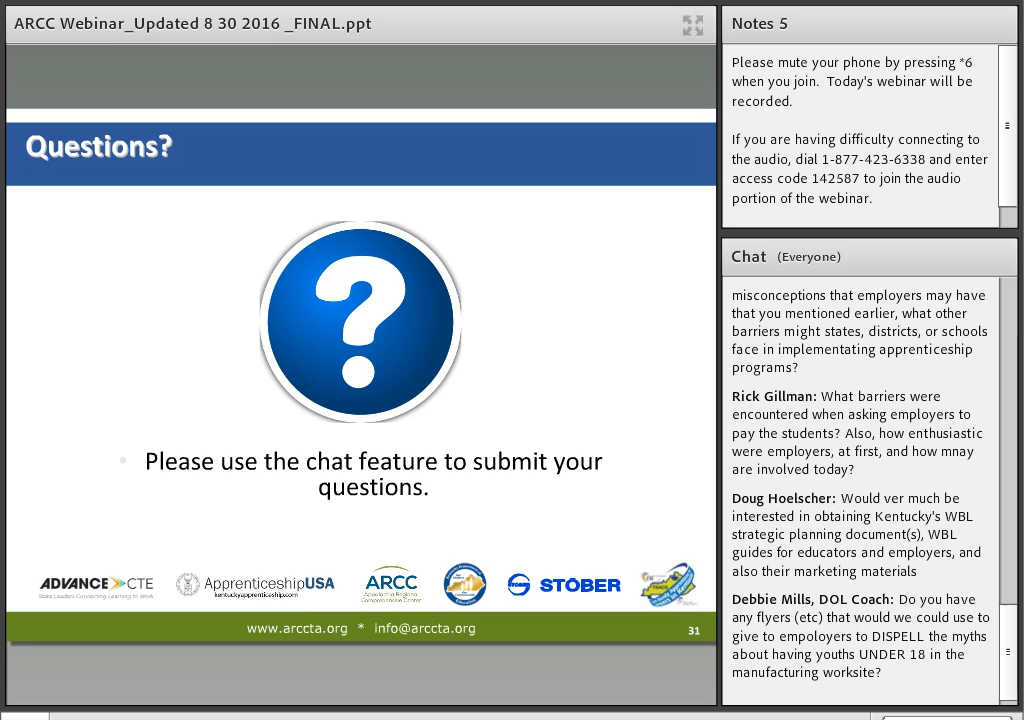 ARCC Webinar_Updated 8 30 2016 _FINAL.ppt
Questions?
Please use the chat feature to submit your
questions.
ADVANCE CTE
State Leaders Connecting Learning to Work
ApprenticeshipUSA
kentuckyapprenticeship.com
ARCC
Appalachia Regional
Comprehensive Center
STOBER
STÖBER
www.arccta.org * info@arccta.org
31
Notes 5
Please mute your phone by pressing *6
when you join. Today's webinar will be
recorded.
If you are having difficulty connecting to
the audio, dial 1-877-423-6338 and enter
access code 142587 to join the audio
portion of the webinar.
Chat (Everyone)
misconceptions that employers may have
that you mentioned earlier, what other
barriers might states, districts, or schools
face in implementating apprenticeship
programs?
Rick Gillman: What barriers were
encountered when asking employers to
pay the students? Also, how enthusiastic
were employers, at first, and how mnay
are involved today?
Doug Hoelscher: Would ver much be
interested in obtaining Kentucky's WBL
strategic planning document(s), WBL
guides for educators and employers, and
also their marketing materials
Debbie Mills, DOL Coach: Do you have
any flyers (etc) that would we could use to
give to empoloyers to DISPELL the myths
about having youths UNDER 18 in the
manufacturing worksite?